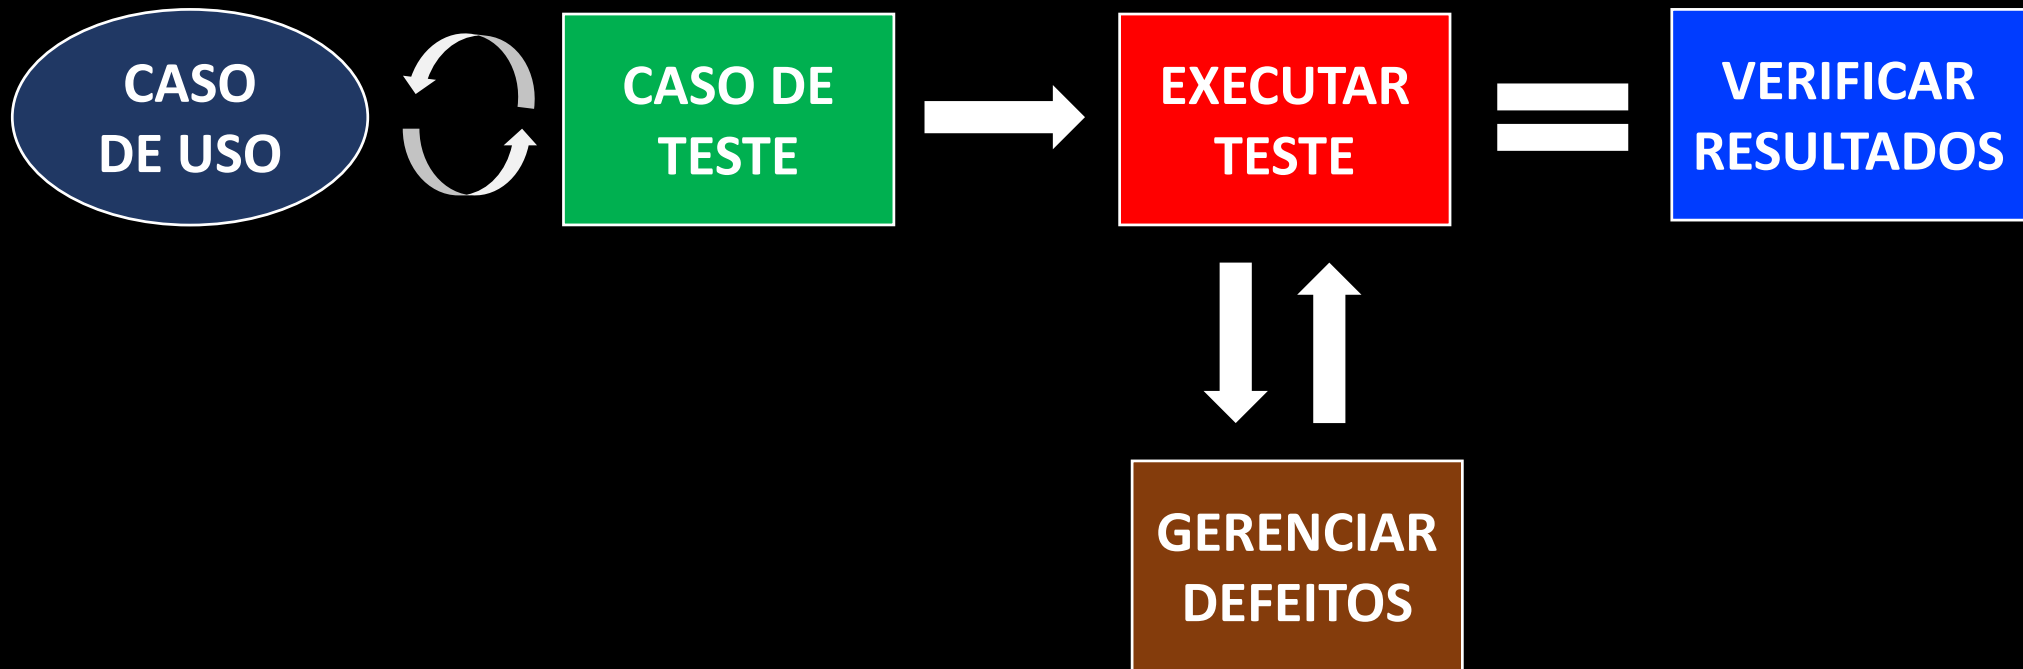 CASO
DE USO
CASO DE
TESTE
EXECUTAR
TESTE
VERIFICAR
RESULTADOS
GERENCIAR
DEFEITOS